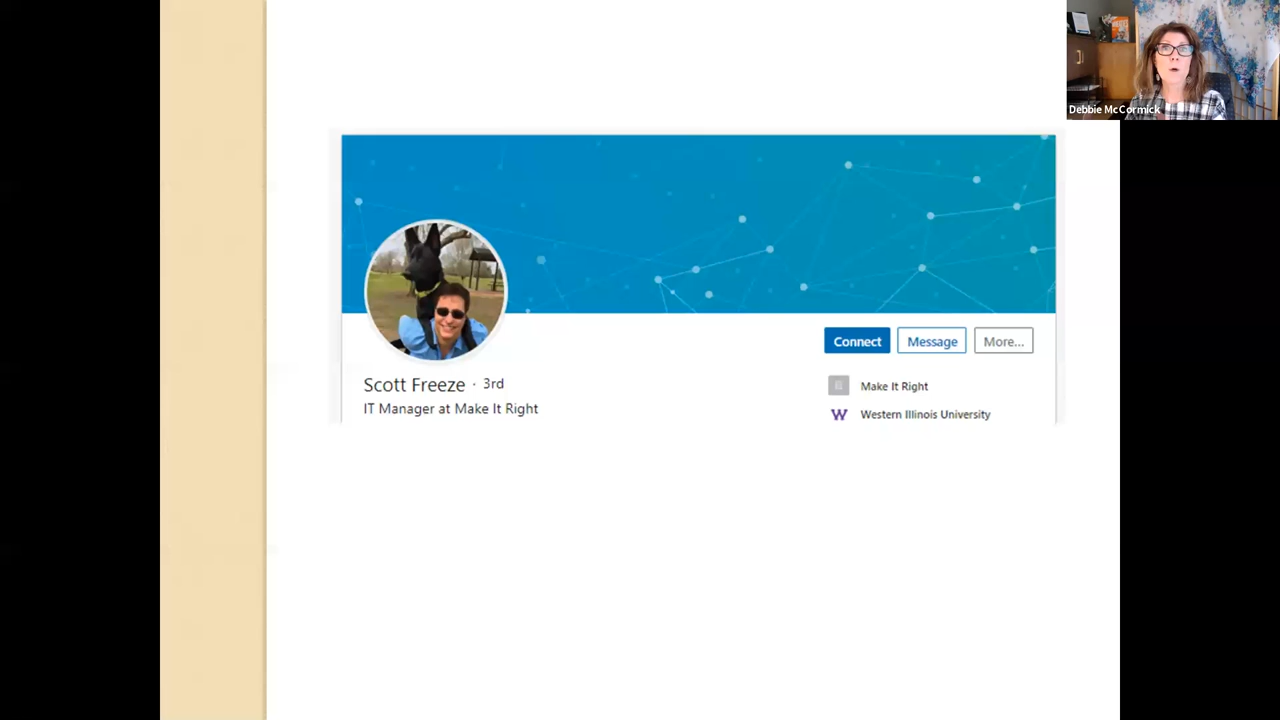 Debbie McCormick
Connect
Message
More...
Scott Freeze · 3rd
IT Manager at Make It Right
Make It Right
W Western Illinois University